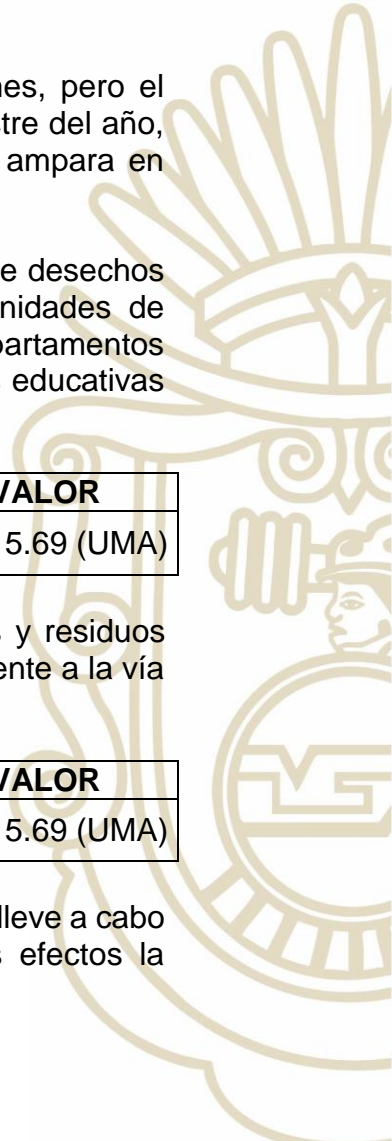 nes, pero el
stre del año,
ampara en
e desechos
nidades de
partamentos
educativas
VALOR
5.69 (UMA)
y residuos
ente a la vía
VALOR
5.69 (UMA)
lleve a cabo
efectos la